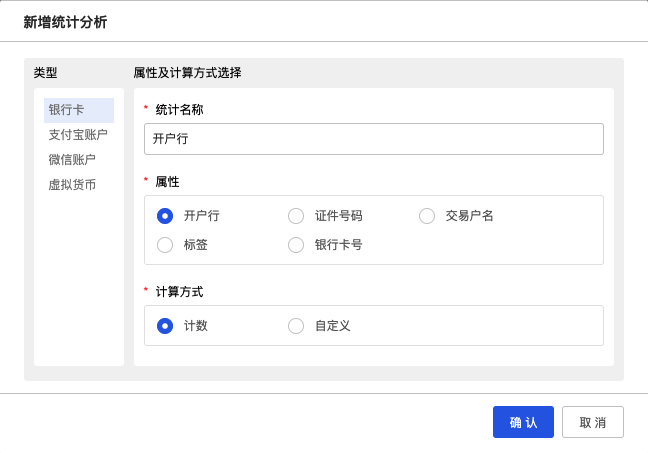 新增统计分析
类型
属性及计算方式选择
银行卡
支付宝账户
微信账户
虚拟货币
* 统计名称
开户行
* 属性
开户行 证件号码 交易户名
标签 银行卡号
* 计算方式
计数 自定义
确 认 取 消